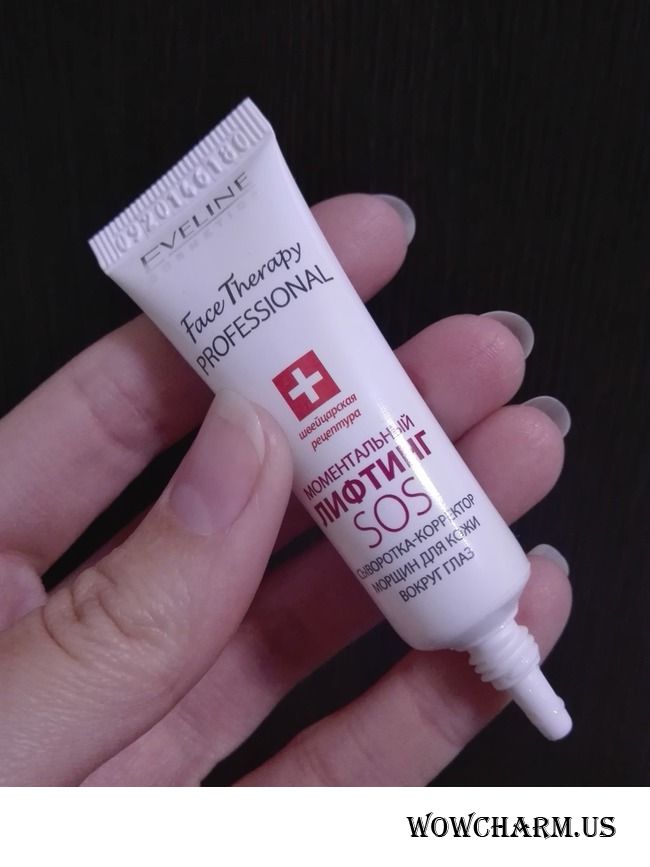 EVELINE
COSMETICS
Face Therapy
PROFESSIONAL
швейцарская
рецептура
МОМЕНТАЛЬНЫЙ
ЛИФТИНГ
SOS
СЫВОРОТКА-КОРРЕКТОР
МОРЩИН ДЛЯ КОЖИ
ВОКРУГ ГЛАЗ
WOWCHARM.US